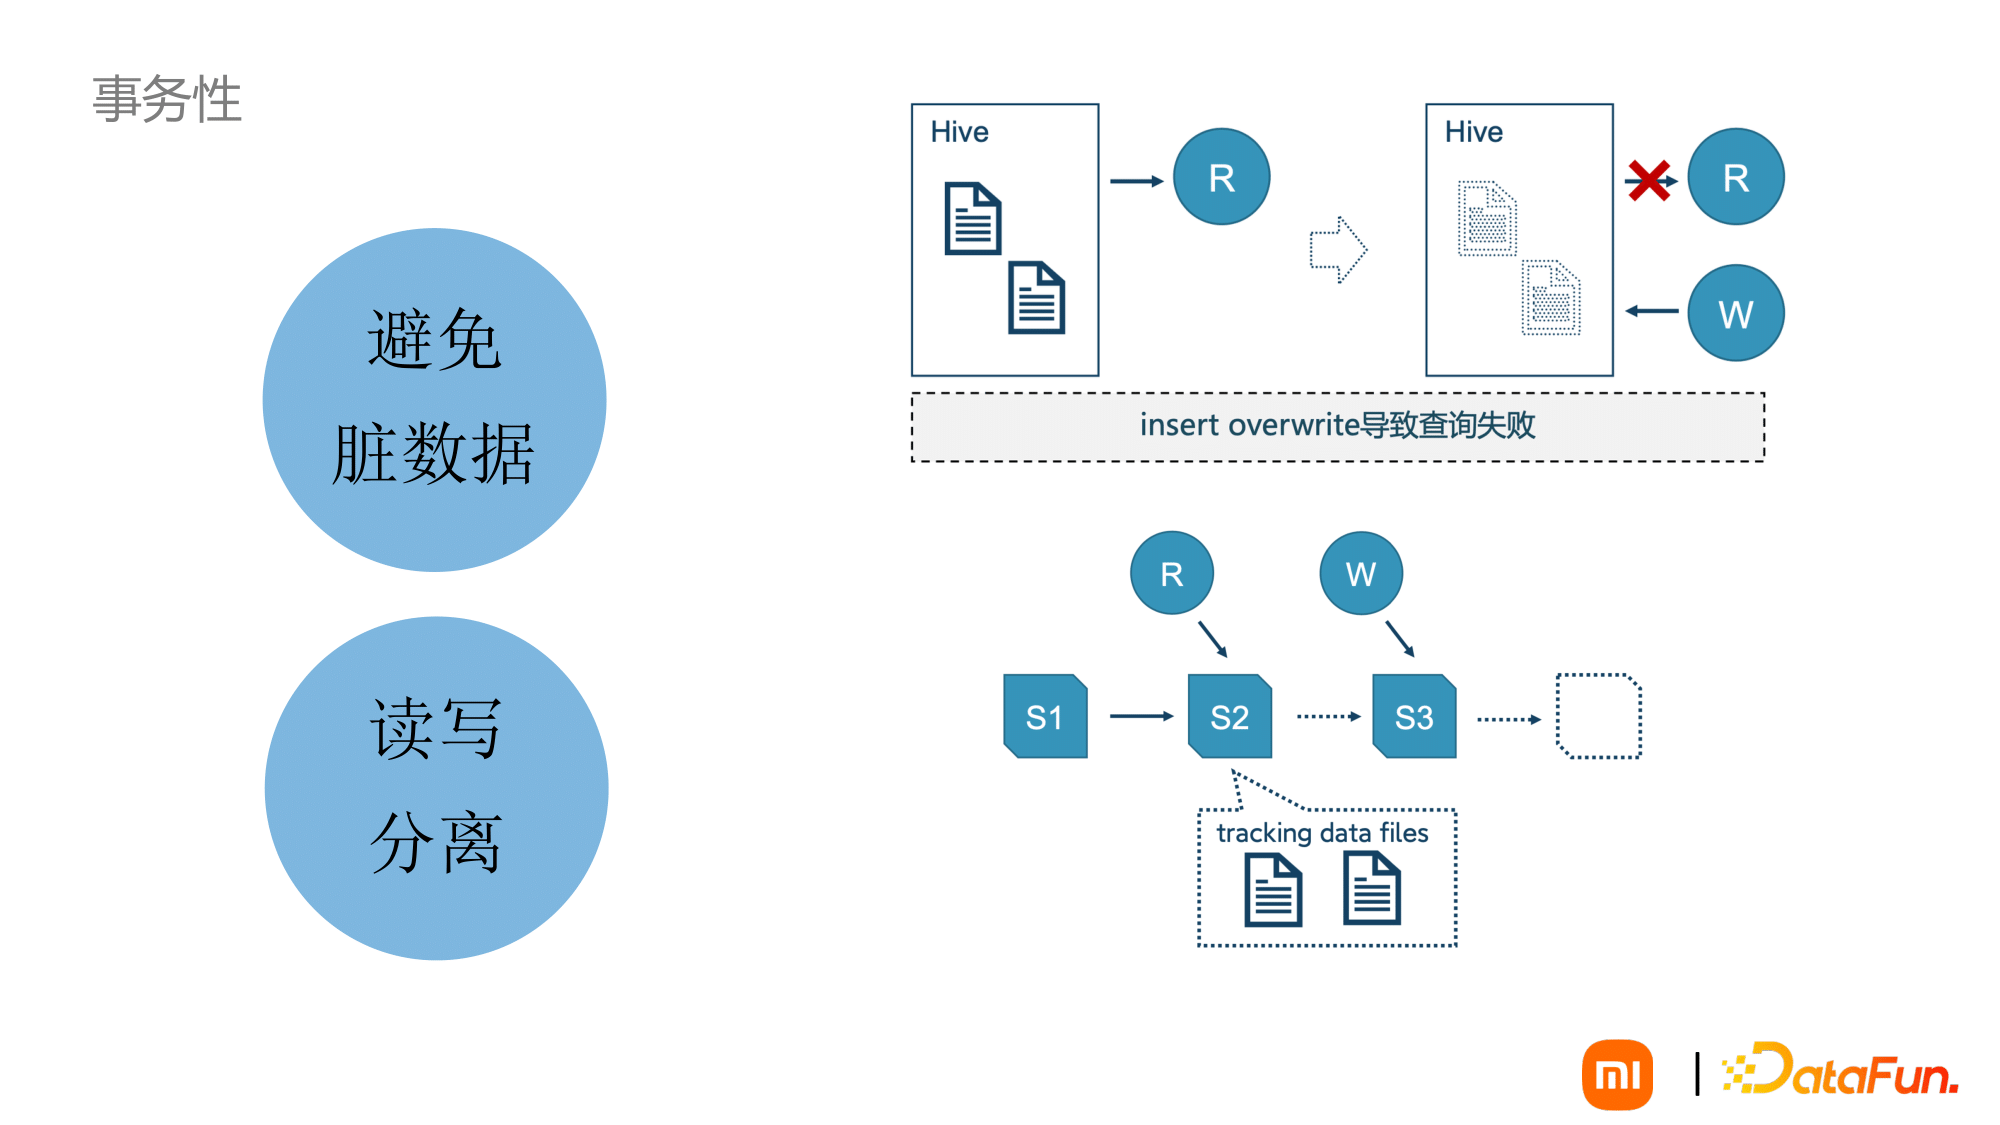 事务性
避免
脏数据
读写
分离
Hive
R
Hive
R
W
insert overwrite导致查询失败
R
W
S1
S2
S3
tracking data files
mi
DataFun.